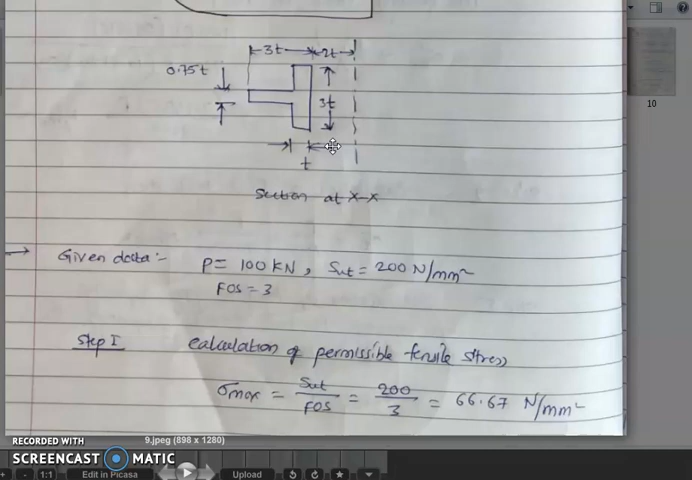 3t 2t
0.75t
3t
t
Section at X-X
Given data:- P = 100 KN, Sut = 200 N/mm²
FOS = 3
Step I calculation of permissible tensile stress
σmax = Sut/FOS = 200/3 = 66.67 N/mm²
10
RECORDED WITH
SCREENCAST MATIC
9.jpeg (898 x 1280)
1:1
Edit in Picasa
Upload